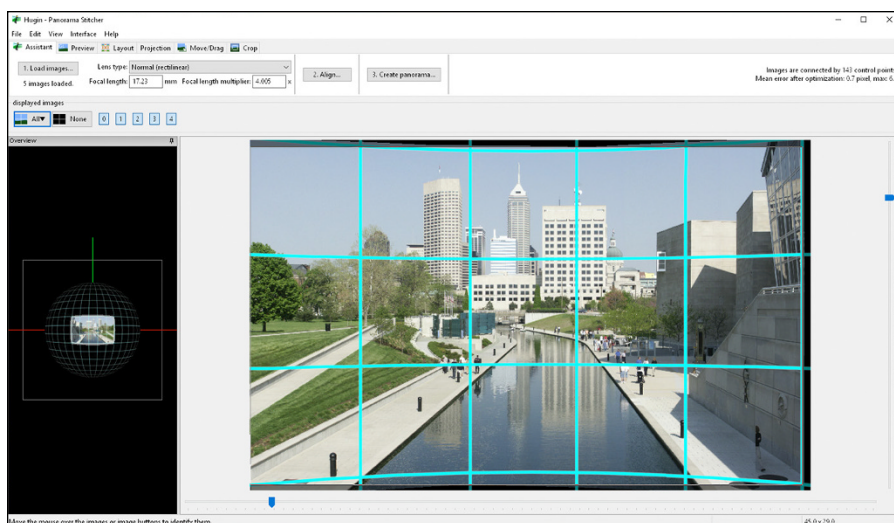 Hugin - Panorama Stitcher
File Edit View Interface Help
Assistant Preview Layout Projection Move/Drag Crop
1. Load images... Lens type: Normal (rectilinear) 2. Align... 3. Create panorama... Images are connected by 143 control point
5 images loaded. Focal length: 17.23 mm Focal length multiplier: 4.605 x Mean error after optimization: 0.7 pixel, max: 6.
displayed images
All None 0 1 2 3 4
Overview
Move the mouse over the images or image buttons to identify them. 45.0 x 29.0